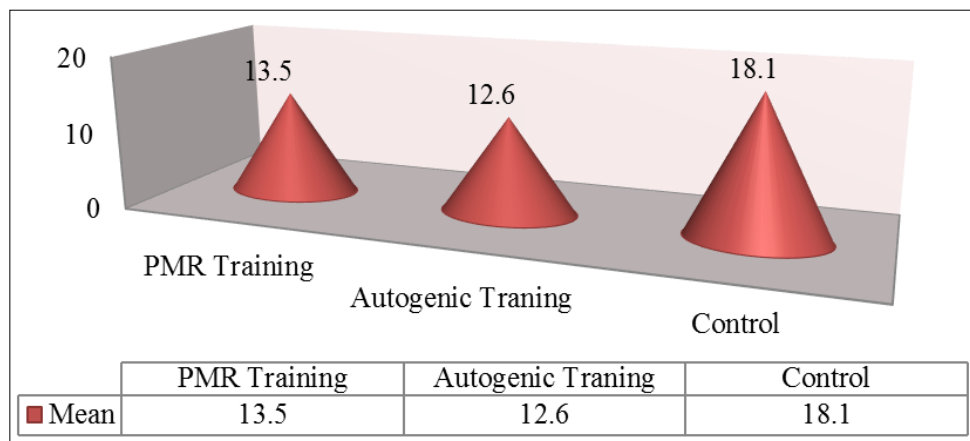 20
10
0
13.5
12.6
18.1
PMR Training
Autogenic Traning
Control
PMR Training Autogenic Traning Control
Mean 13.5 12.6 18.1